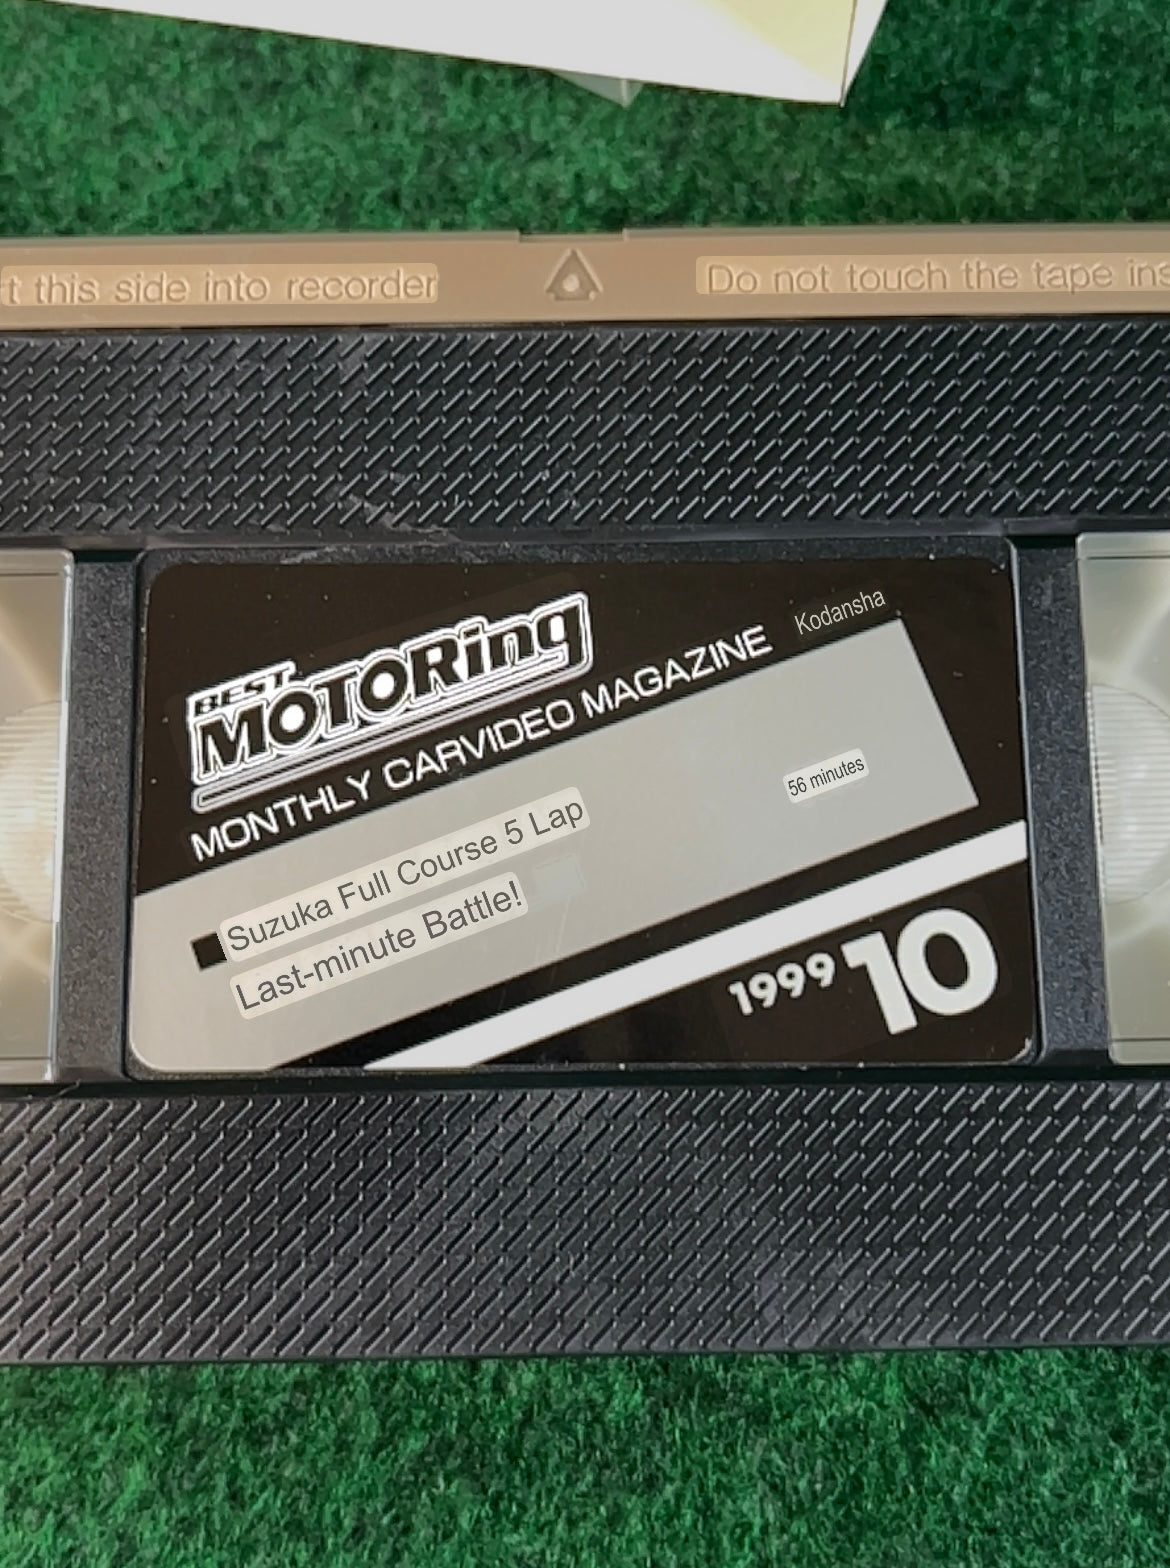 t this side into recorder
Do not touch the tape ins
BEST
MOTORing
MONTHLY CARVIDEO MAGAZINE
Kodansha
56 minutes
Suzuka Full Course 5 Lap
Last-minute Battle!
1999 10